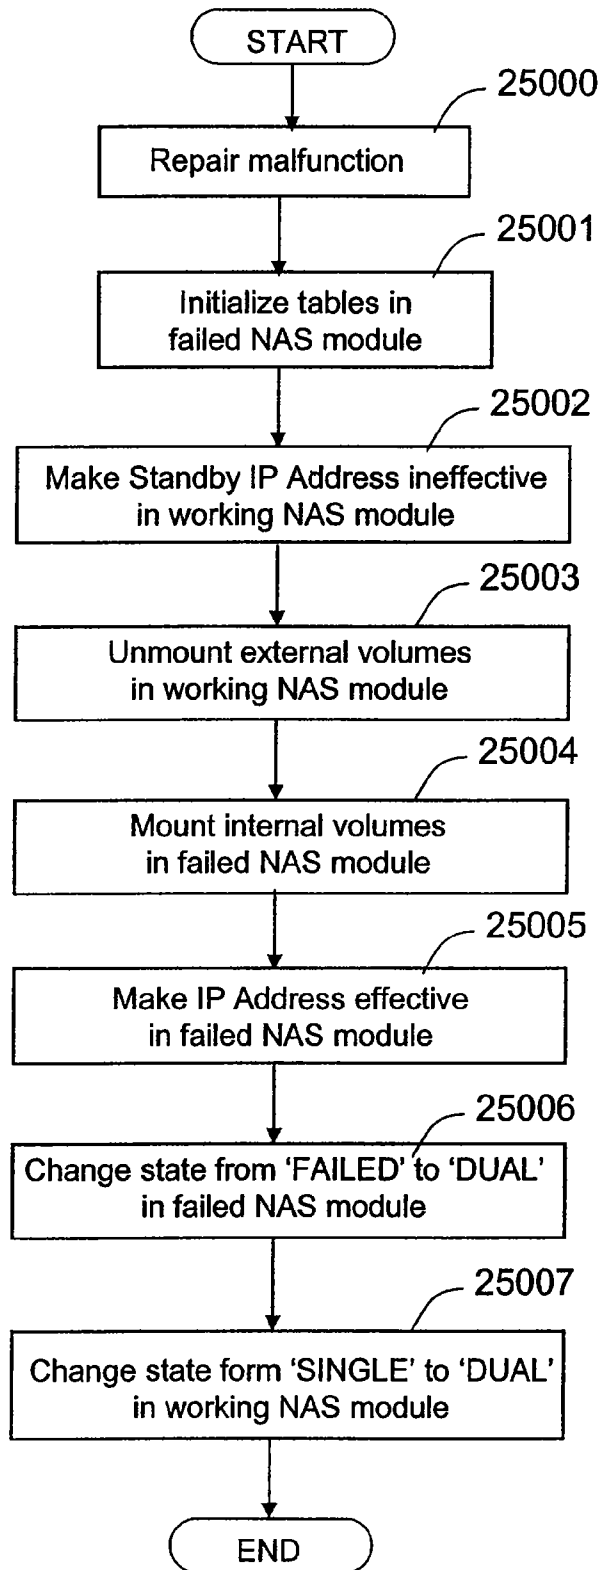 START
25000
Repair malfunction
25001
Initialize tables in
failed NAS module
25002
Make Standby IP Address ineffective
in working NAS module
25003
Unmount external volumes
in working NAS module
25004
Mount internal volumes
in failed NAS module
25005
Make IP Address effective
in failed NAS module
25006
Change state from ‘FAILED’ to ‘DUAL’
in failed NAS module
25007
Change state form ‘SINGLE’ to ‘DUAL’
in working NAS module
END